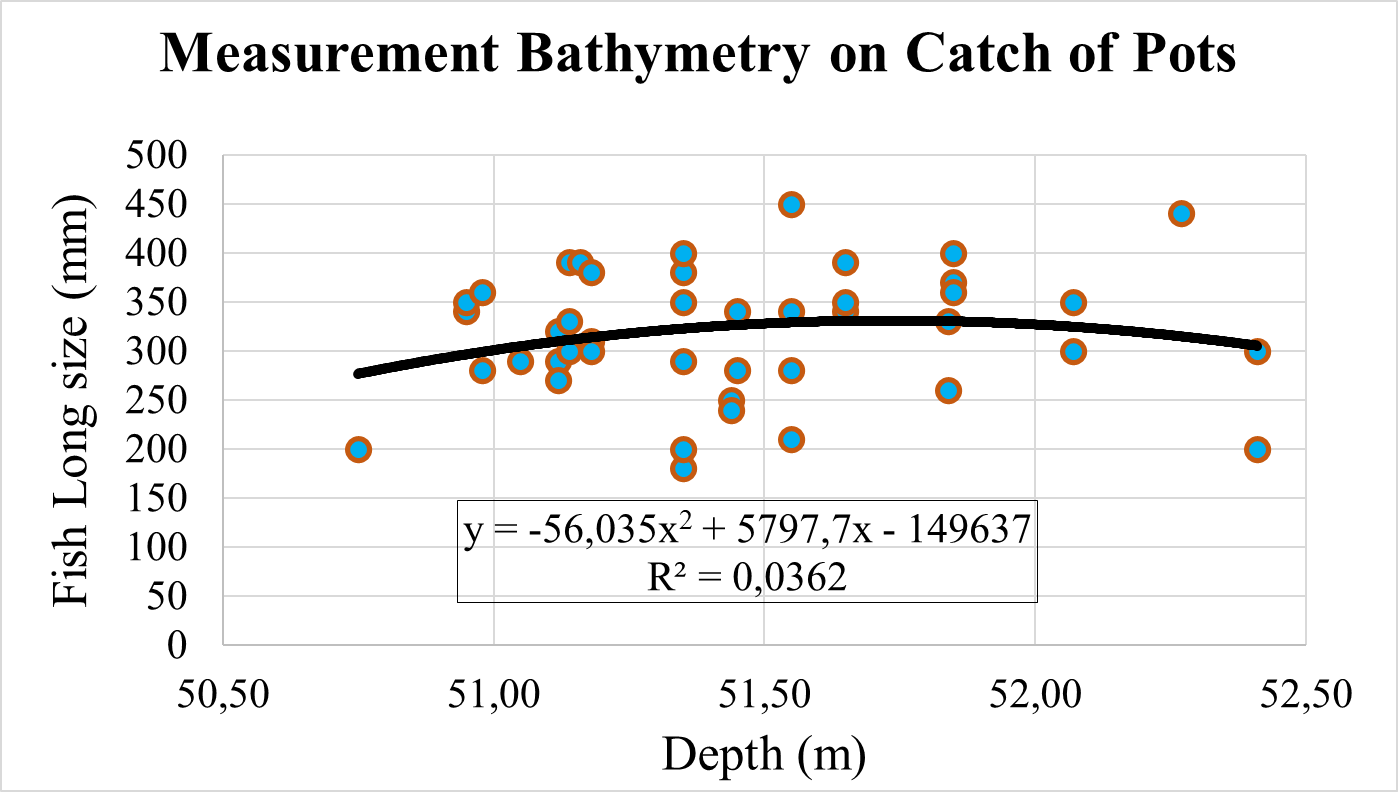 Measurement Bathymetry on Catch of Pots
500
450
400
350
300
250
200
150
100
50
0
Fish Long size (mm)
y = -56,035x² + 5797,7x - 149637
R² = 0,0362
50,50 51,00 51,50 52,00 52,50
Depth (m)